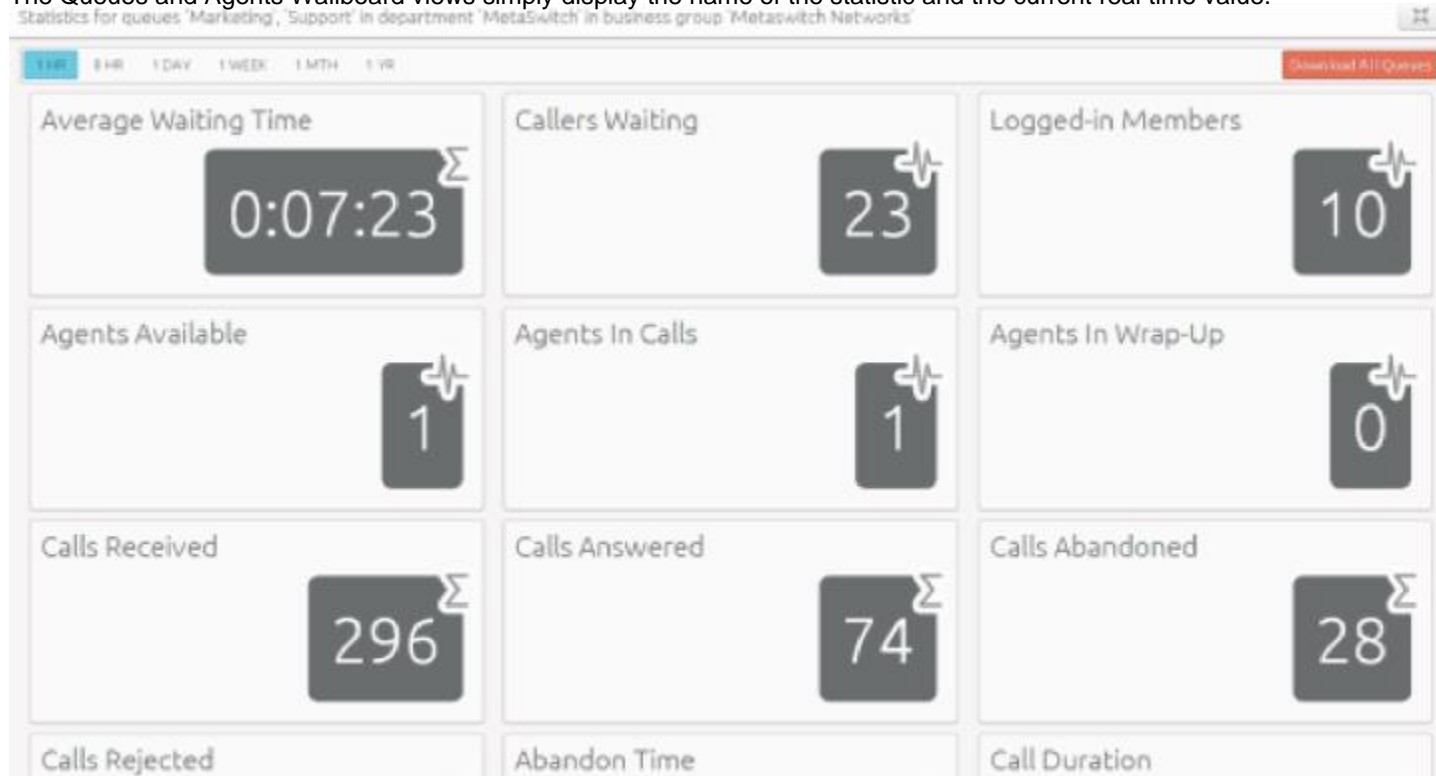 The Queues and Agents Wallboard views simply display the name of the statistic and the current real time value.
Statistics for queues 'Marketing', 'Support' in department 'MetaSwitch' in business group 'Metaswitch Networks'
1 HR 8 HR 1 DAY 1 WEEK 1 MTH 1 YR Download All Queues
Average Waiting Time Callers Waiting Logged-in Members
Σ
0:07:23 23 10
Agents Available Agents In Calls Agents In Wrap-Up
1 1 0
Calls Received Calls Answered Calls Abandoned
Σ Σ Σ
296 74 28
Calls Rejected Abandon Time Call Duration